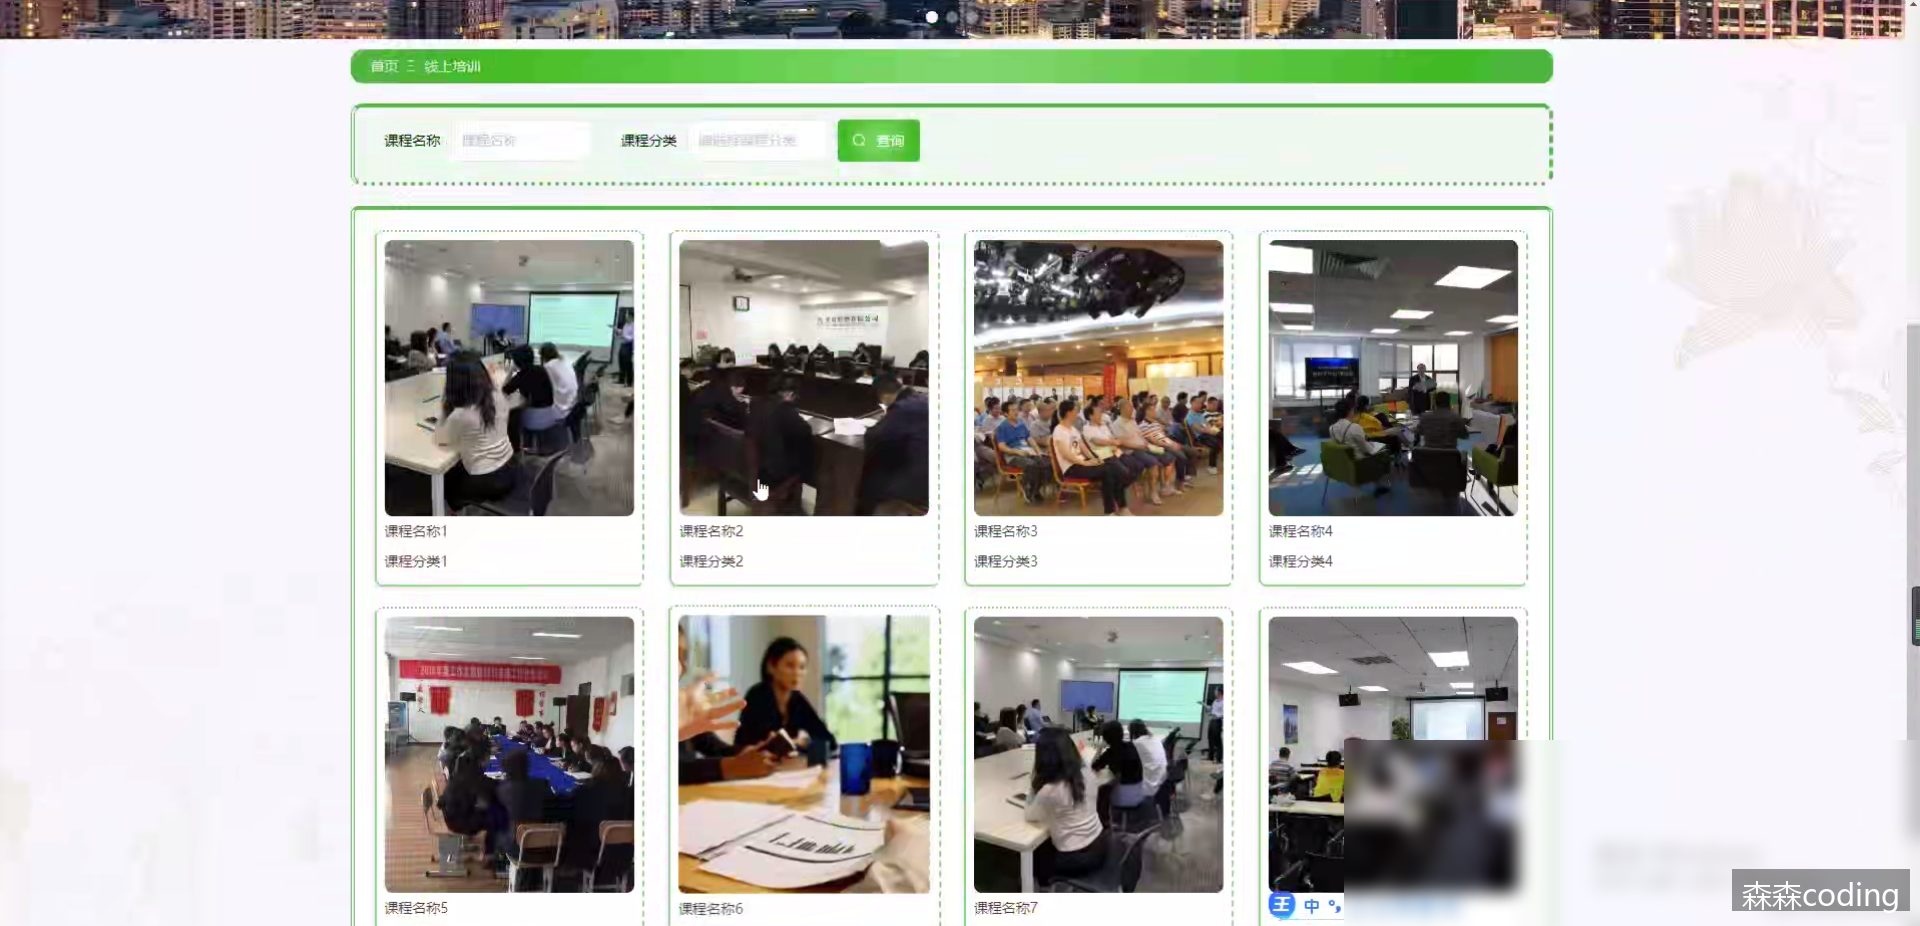 首页 三 线上培训
课程名称 课程名称 课程分类 请选择课程分类 查询
课程名称1 课程名称2 课程名称3 课程名称4
课程分类1 课程分类2 课程分类3 课程分类4
课程名称5 课程名称6 课程名称7
王 中 °,
森森coding